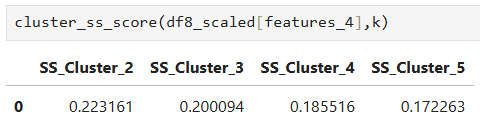 cluster_ss_score(df8_scaled[features_4],k)
SS_Cluster_2 SS_Cluster_3 SS_Cluster_4 SS_Cluster_5
0 0.223161 0.200094 0.185516 0.172263